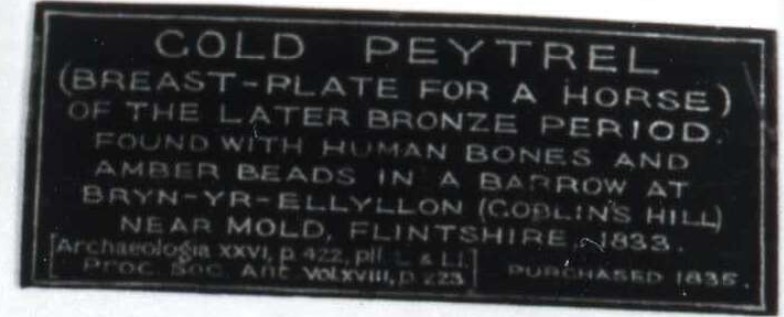 GOLD PEYTREL
(BREAST-PLATE FOR A HORSE)
OF THE LATER BRONZE PERIOD.
FOUND WITH HUMAN BONES AND
AMBER BEADS IN A BARROW AT
BRYN-YR-ELLYLLON (GOBLIN'S HILL)
NEAR MOLD, FLINTSHIRE, 1833.
[Archaeologia XXVI, p. 422, pll. L & LI.
Proc. Soc. Ant. Vol. XVIII, p. 223.] PURCHASED 1836.